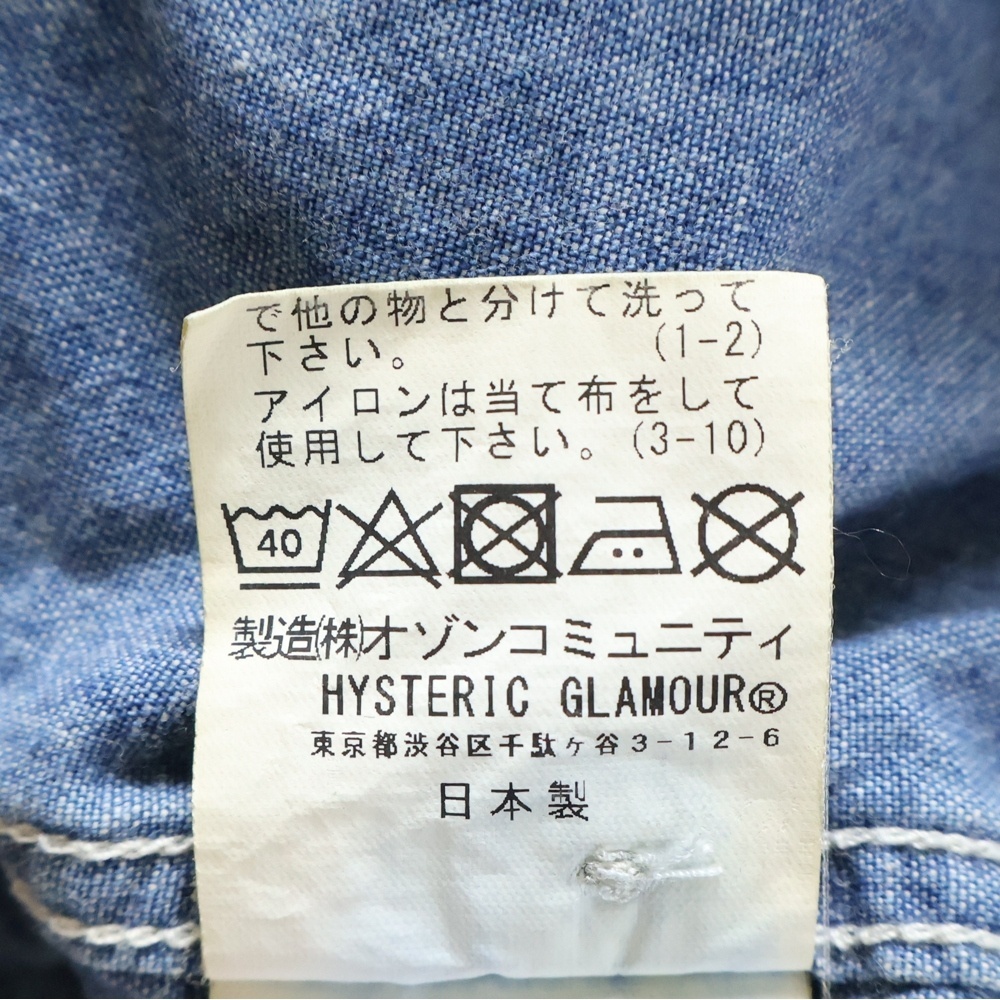 で他の物と分けて洗って
下さい。 (1-2)
アイロンは当て布をして
使用して下さい。(3-10)
40
製造㈱オゾンコミュニティ
HYSTERIC GLAMOUR®
東京都渋谷区千駄ヶ谷3-12-6
日本製